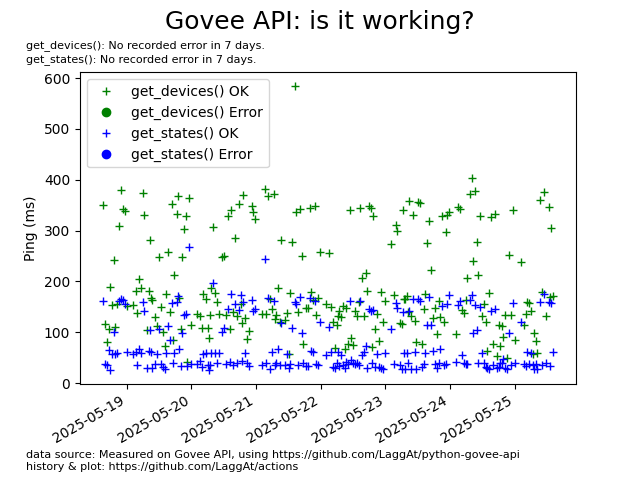 Govee API: is it working?
get_devices(): No recorded error in 7 days.
get_states(): No recorded error in 7 days.
get_devices() OK
get_devices() Error
get_states() OK
get_states() Error
600
500
400
300
200
100
0
Ping (ms)
2025-05-19
2025-05-20
2025-05-21
2025-05-22
2025-05-23
2025-05-24
2025-05-25
data source: Measured on Govee API, using https://github.com/LaggAt/python-govee-api
history & plot: https://github.com/LaggAt/actions